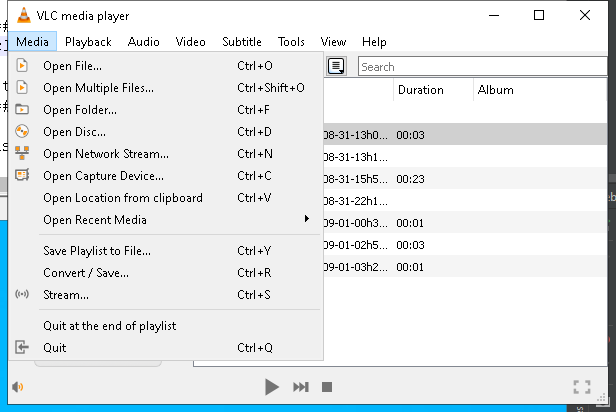 VLC media player
Media Playback Audio Video Subtitle Tools View Help
Open File... Ctrl+O
Search
Open Multiple Files... Ctrl+Shift+O
Duration Album
Open Folder... Ctrl+F
Open Disc... Ctrl+D
08-31-13h0... 00:03
Open Network Stream... Ctrl+N
08-31-13h1...
Open Capture Device... Ctrl+C
08-31-15h5... 00:23
Open Location from clipboard Ctrl+V
08-31-22h1...
Open Recent Media
09-01-00h3... 00:01
Save Playlist to File... Ctrl+Y
09-01-02h5... 00:03
Convert / Save... Ctrl+R
09-01-03h2... 00:01
Stream... Ctrl+S
Quit at the end of playlist
Quit Ctrl+Q